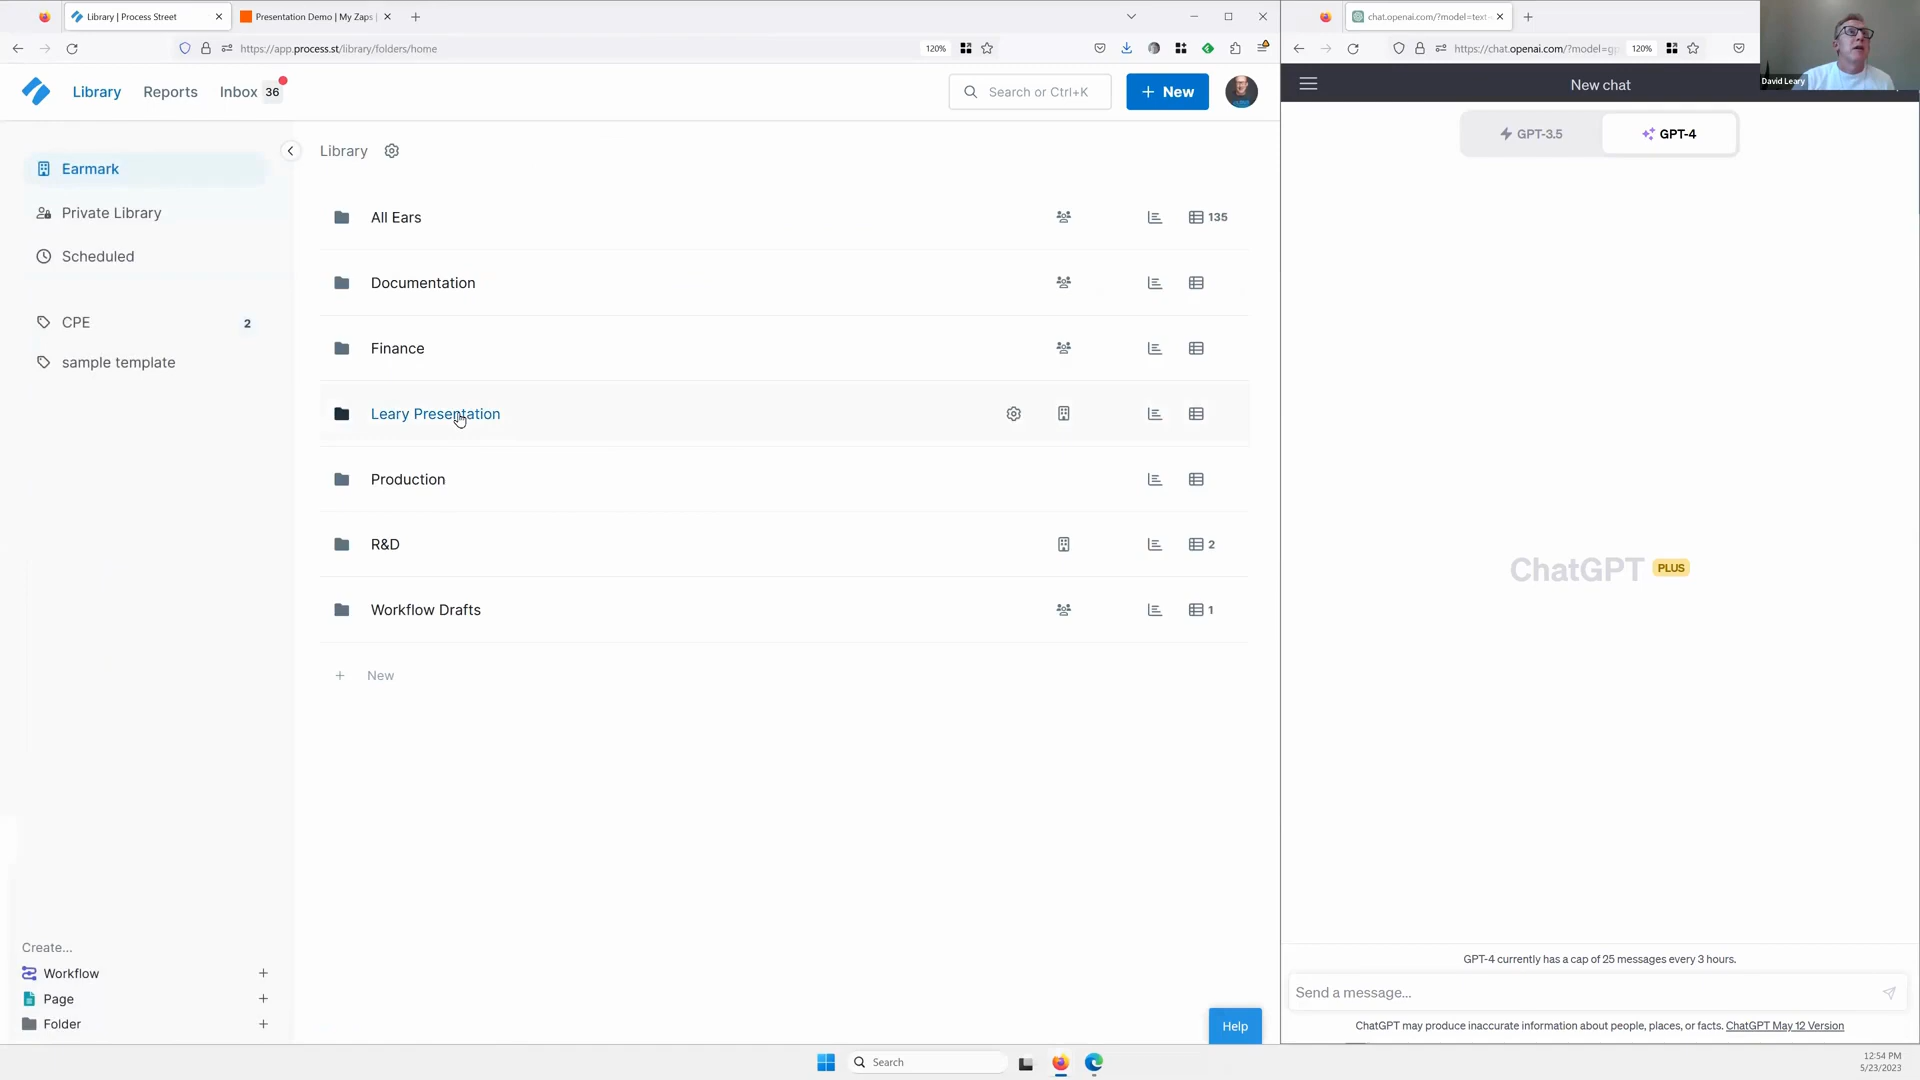 Library | Process Street
Presentation Demo | My Zaps |
https://app.process.st/library/folders/home
120%
Library
Reports
Inbox 36
Search or Ctrl+K
+ New
Earmark
Private Library
Scheduled
CPE 2
sample template
Library
All Ears 135
Documentation
Finance
Leary Presentation
Production
R&D 2
Workflow Drafts 1
+ New
Create...
Workflow +
Page +
Folder +
Help
chat.openai.com/?model=text-
https://chat.openai.com/?model=gp
120%
New chat
David Leary
GPT-3.5
GPT-4
ChatGPT PLUS
GPT-4 currently has a cap of 25 messages every 3 hours.
Send a message...
ChatGPT may produce inaccurate information about people, places, or facts. ChatGPT May 12 Version
Search
12:54 PM
5/23/2023